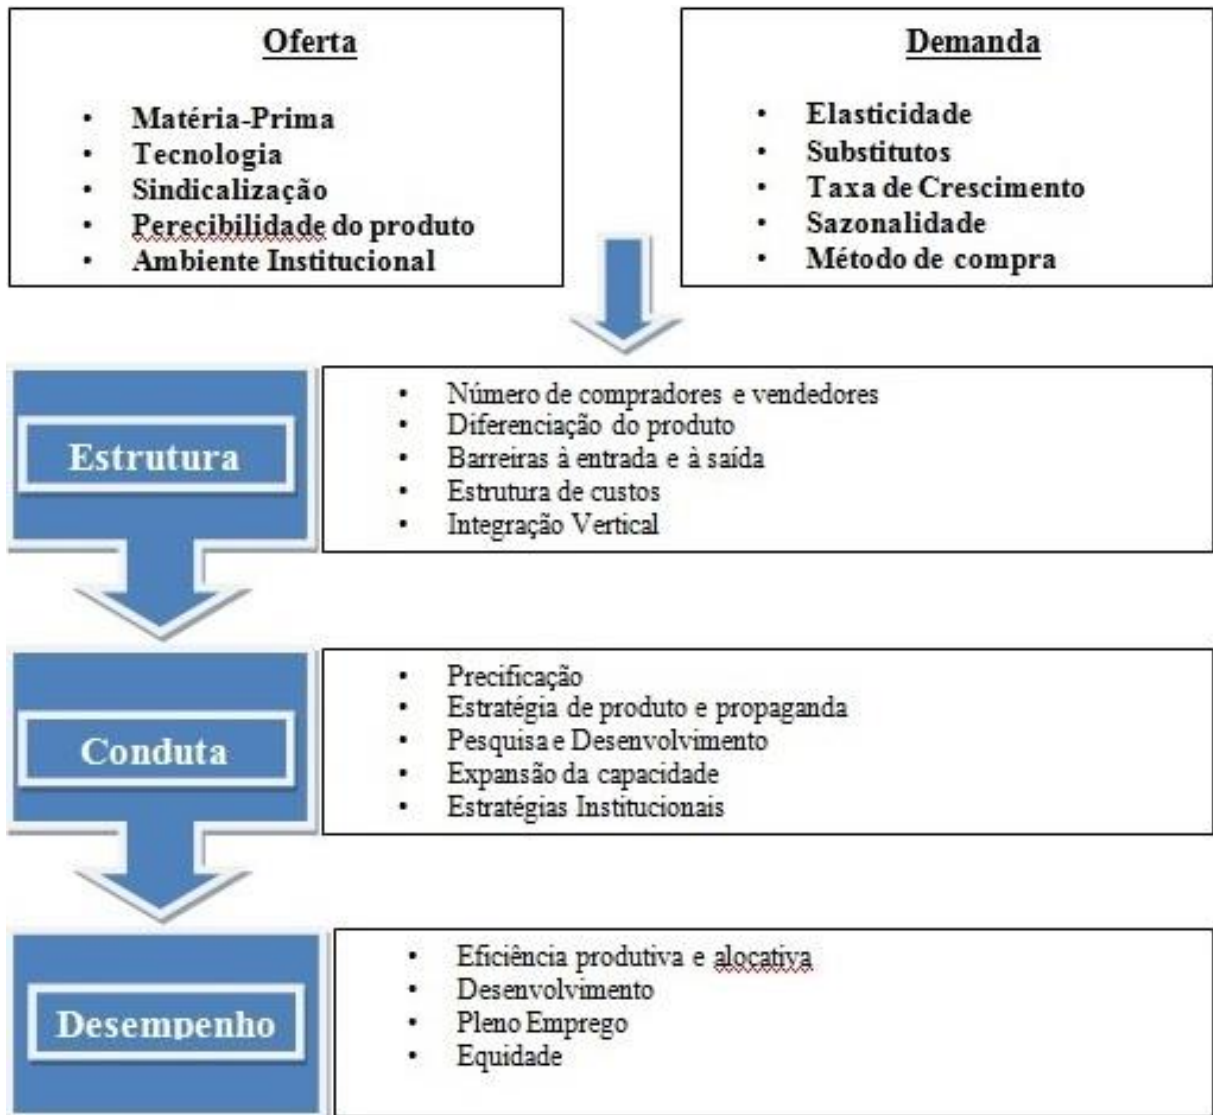 Oferta
• Matéria-Prima
• Tecnologia
• Sindicalização
• Perecibilidade do produto
• Ambiente Institucional
Demanda
• Elasticidade
• Substitutos
• Taxa de Crescimento
• Sazonalidade
• Método de compra
Estrutura
• Número de compradores e vendedores
• Diferenciação do produto
• Barreiras à entrada e à saída
• Estrutura de custos
• Integração Vertical
Conduta
• Precificação
• Estratégia de produto e propaganda
• Pesquisa e Desenvolvimento
• Expansão da capacidade
• Estratégias Institucionais
Desempenho
• Eficiência produtiva e alocativa
• Desenvolvimento
• Pleno Emprego
• Equidade